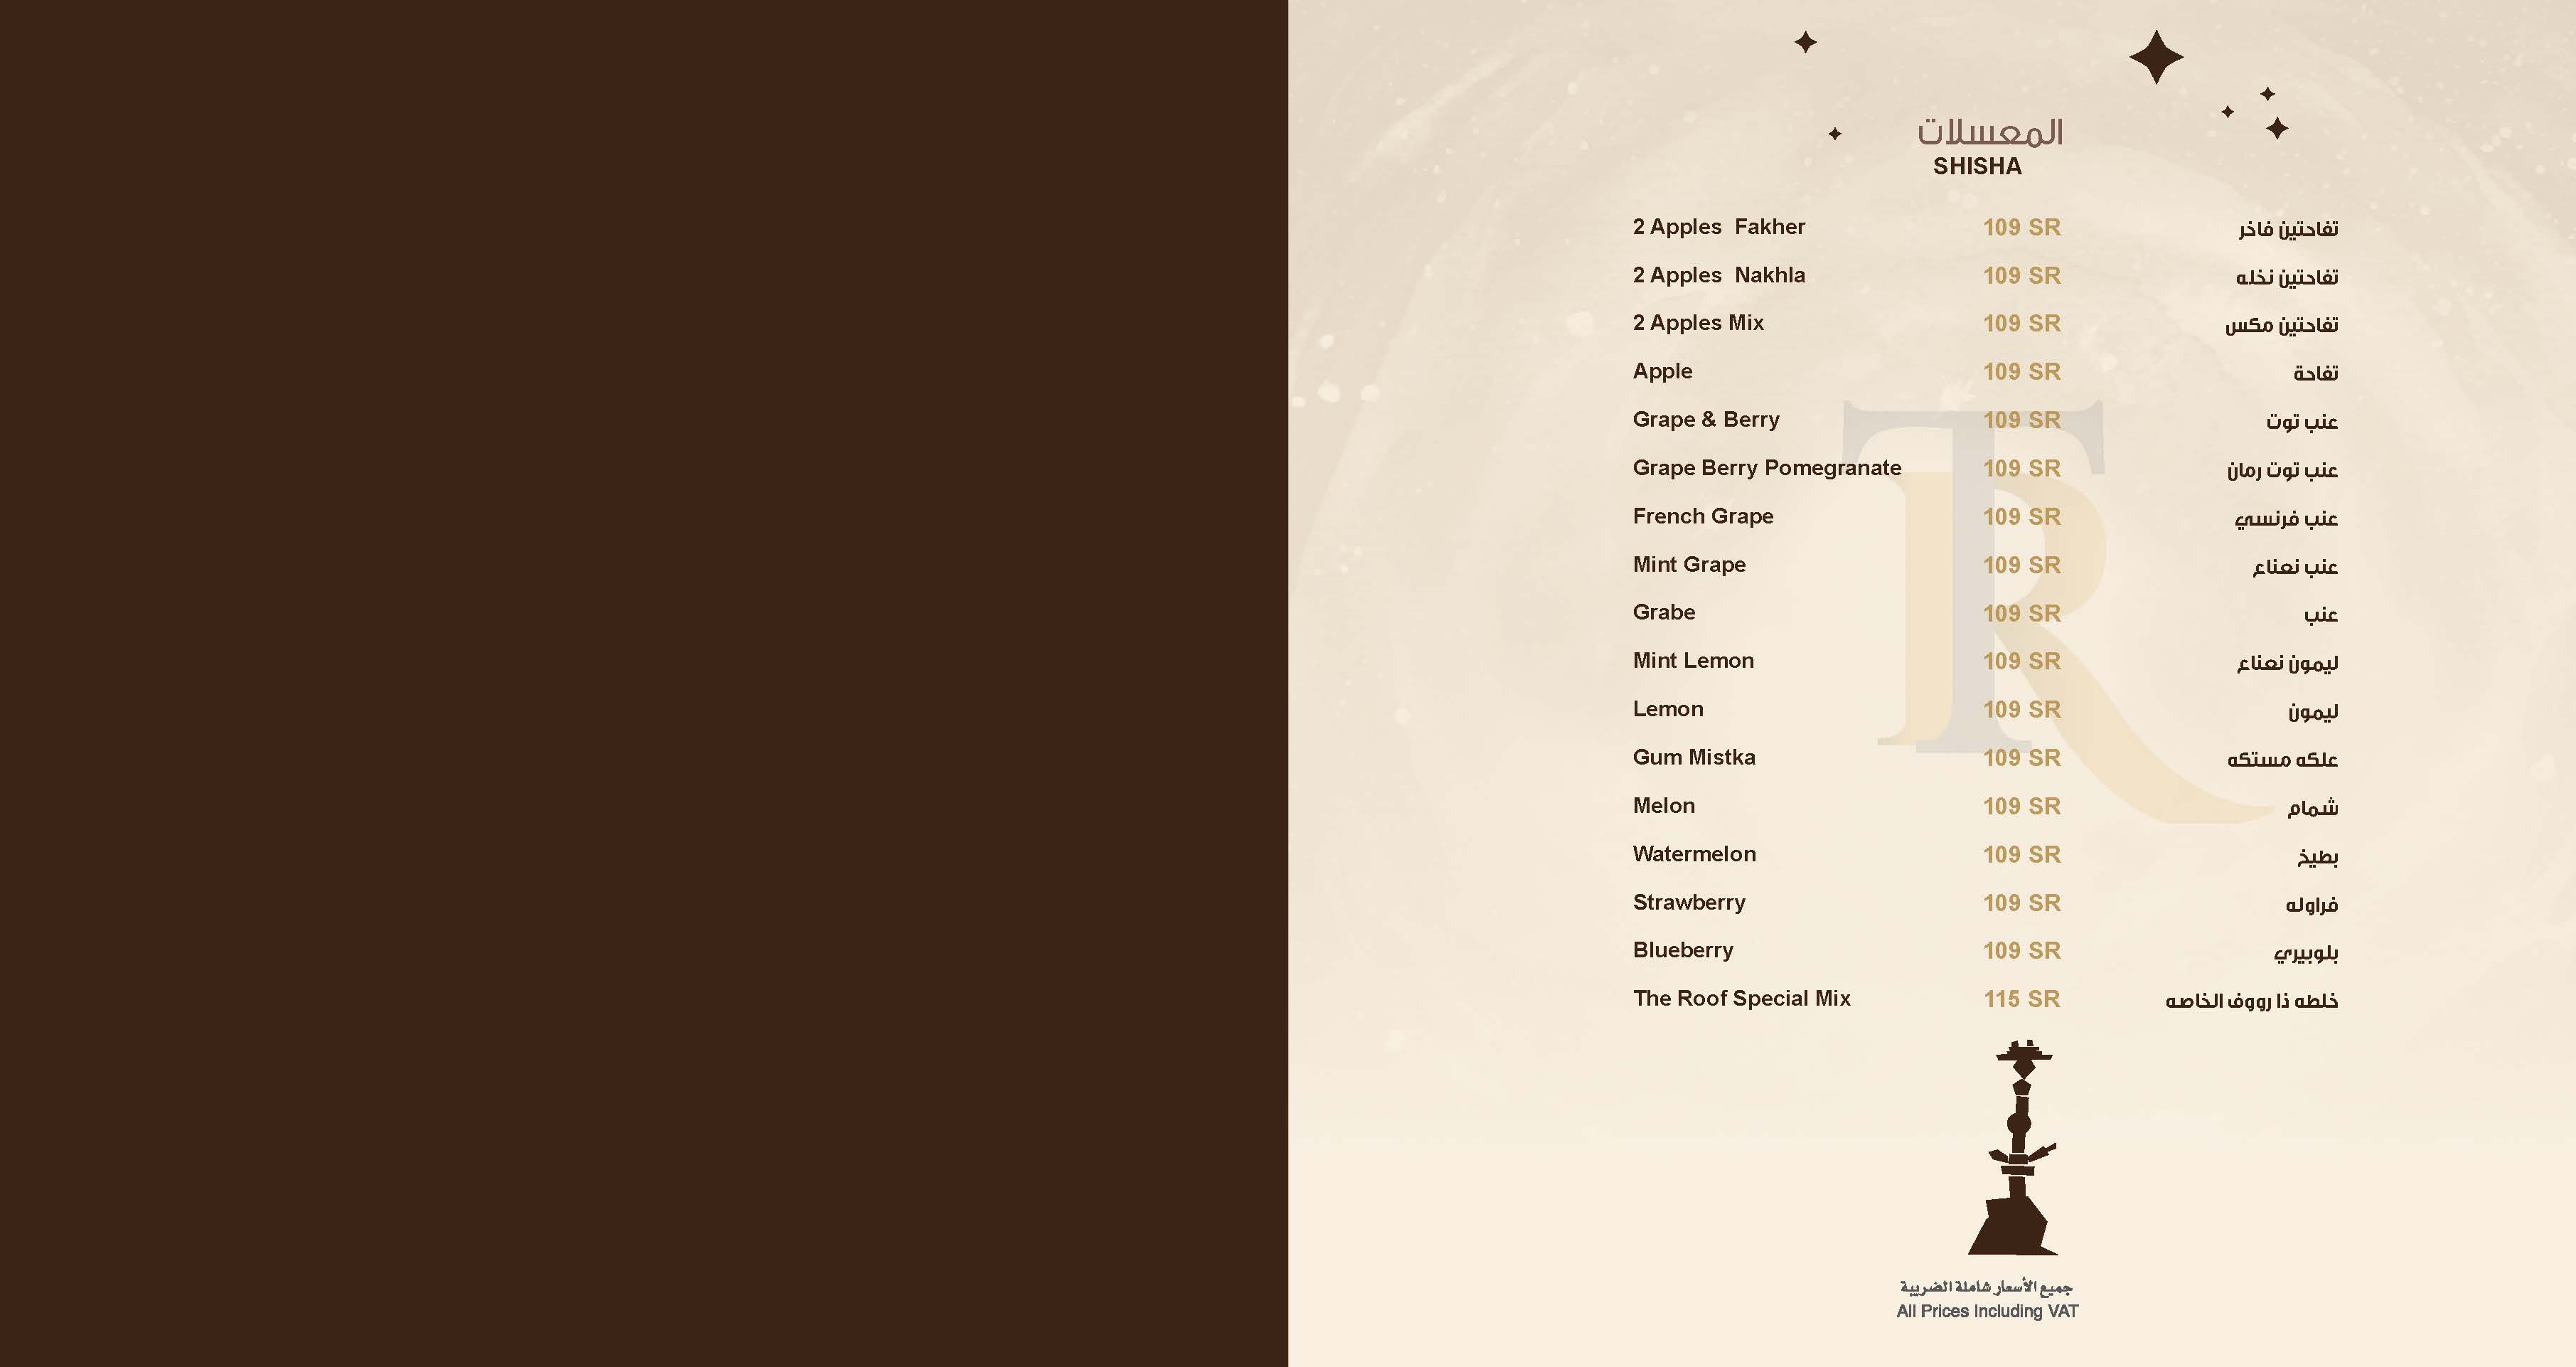 المعسلات
SHISHA
2 Apples Fakher 109 SR تفاحتين فاخر
2 Apples Nakhla 109 SR تفاحتين نخله
2 Apples Mix 109 SR تفاحتين مكس
Apple 109 SR تفاحة
Grape & Berry 109 SR عنب توت
Grape Berry Pomegranate 109 SR عنب توت رمان
French Grape 109 SR عنب فرنسي
Mint Grape 109 SR عنب نعناع
Grabe 109 SR عنب
Mint Lemon 109 SR ليمون نعناع
Lemon 109 SR ليمون
Gum Mistka 109 SR علكه مستكه
Melon 109 SR شمام
Watermelon 109 SR بطيخ
Strawberry 109 SR فراوله
Blueberry 109 SR بلوبيري
The Roof Special Mix 115 SR خلطه ذا رووف الخاصه
TR
جميع الأسعار شاملة الضريبة
All Prices Including VAT